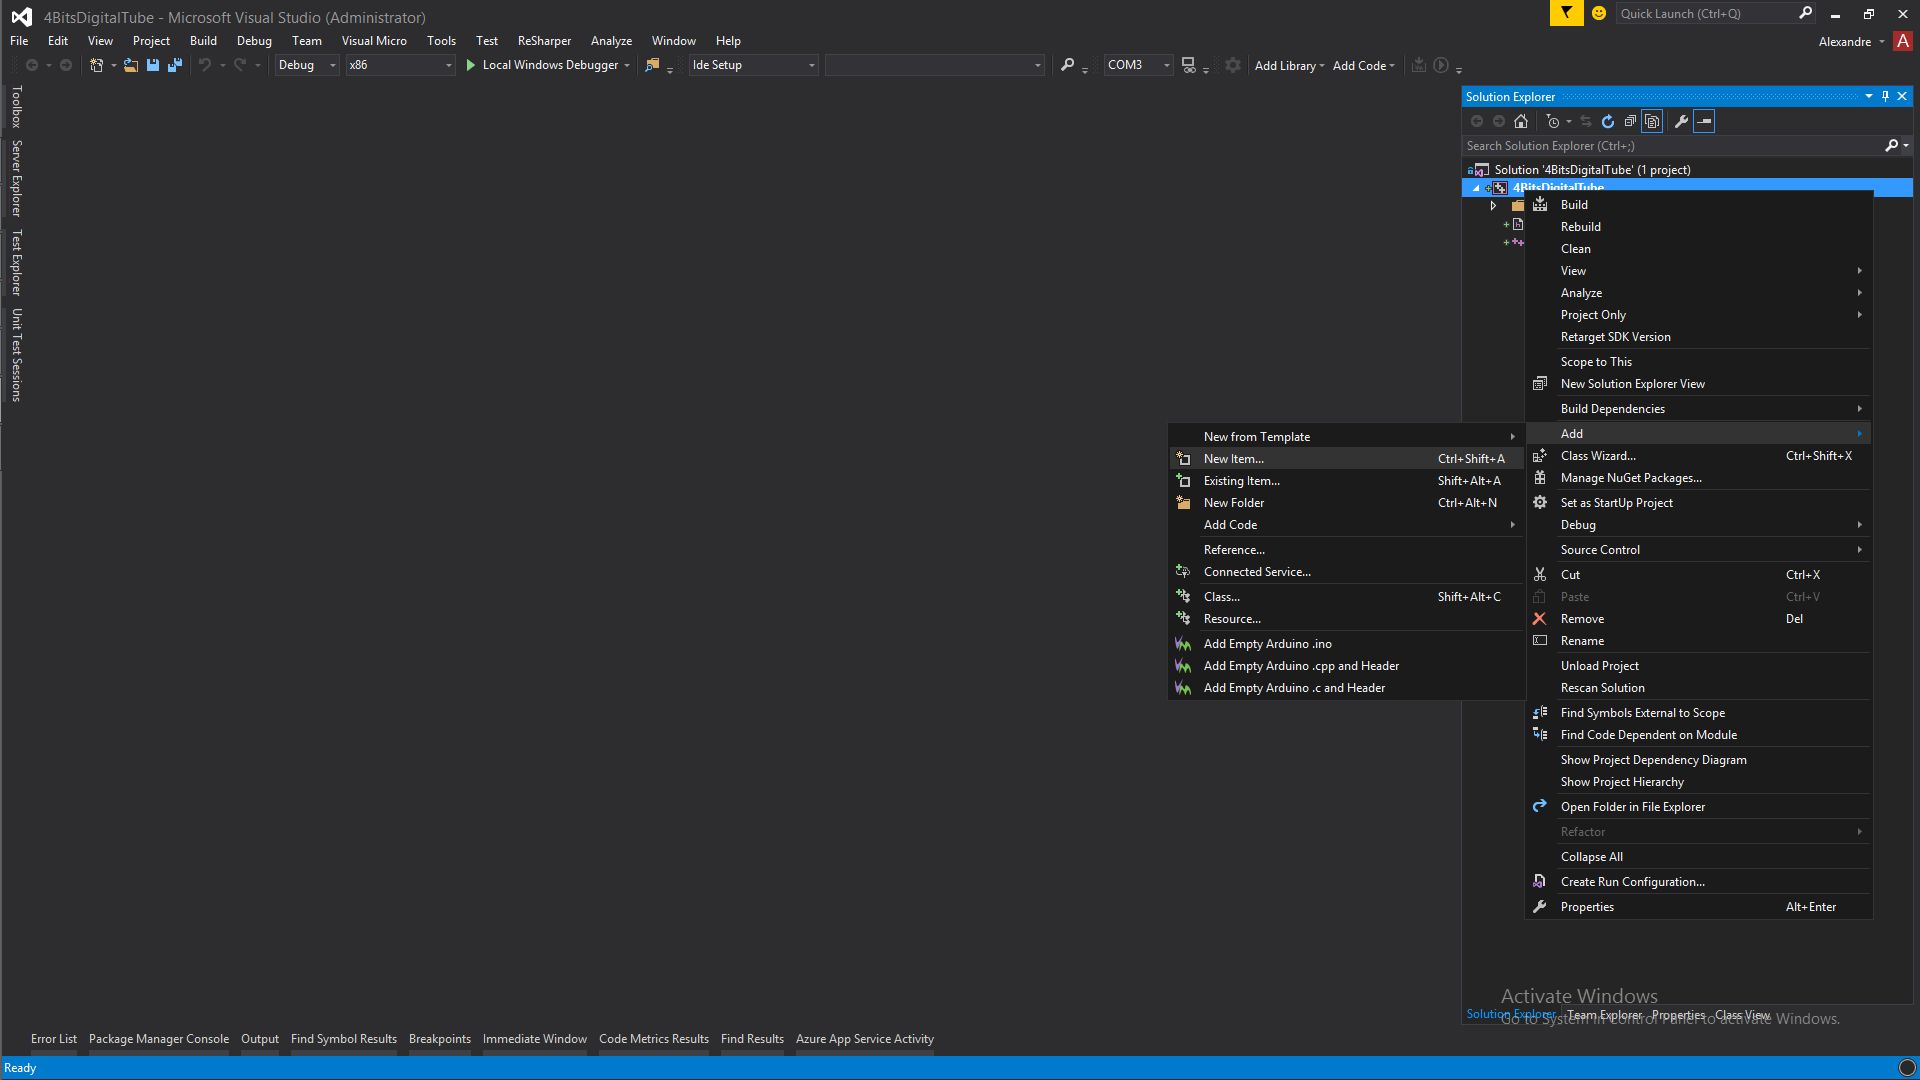 4BitsDigitalTube - Microsoft Visual Studio (Administrator)
Quick Launch (Ctrl+Q)
File Edit View Project Build Debug Team Visual Micro Tools Test ReSharper Analyze Window Help
Alexandre A
Debug x86 Local Windows Debugger Ide Setup COM3 Add Library Add Code
Toolbox
Server Explorer
Test Explorer
Unit Test Sessions
Solution Explorer
Search Solution Explorer (Ctrl+;)
Solution '4BitsDigitalTube' (1 project)
4BitsDigitalTube
Build
Rebuild
Clean
View
Analyze
Project Only
Retarget SDK Version
Scope to This
New Solution Explorer View
Build Dependencies
Add
Class Wizard... Ctrl+Shift+X
Manage NuGet Packages...
Set as StartUp Project
Debug
Source Control
Cut Ctrl+X
Paste Ctrl+V
Remove Del
Rename
Unload Project
Rescan Solution
Find Symbols External to Scope
Find Code Dependent on Module
Show Project Dependency Diagram
Show Project Hierarchy
Open Folder in File Explorer
Refactor
Collapse All
Create Run Configuration...
Properties Alt+Enter
New from Template
New Item... Ctrl+Shift+A
Existing Item... Shift+Alt+A
New Folder Ctrl+Alt+N
Add Code
Reference...
Connected Service...
Class... Shift+Alt+C
Resource...
Add Empty Arduino .ino
Add Empty Arduino .cpp and Header
Add Empty Arduino .c and Header
Activate Windows
Go to System in Control Panel to activate Windows.
Solution Explorer Team Explorer Properties Class View
Error List Package Manager Console Output Find Symbol Results Breakpoints Immediate Window Code Metrics Results Find Results Azure App Service Activity
Ready